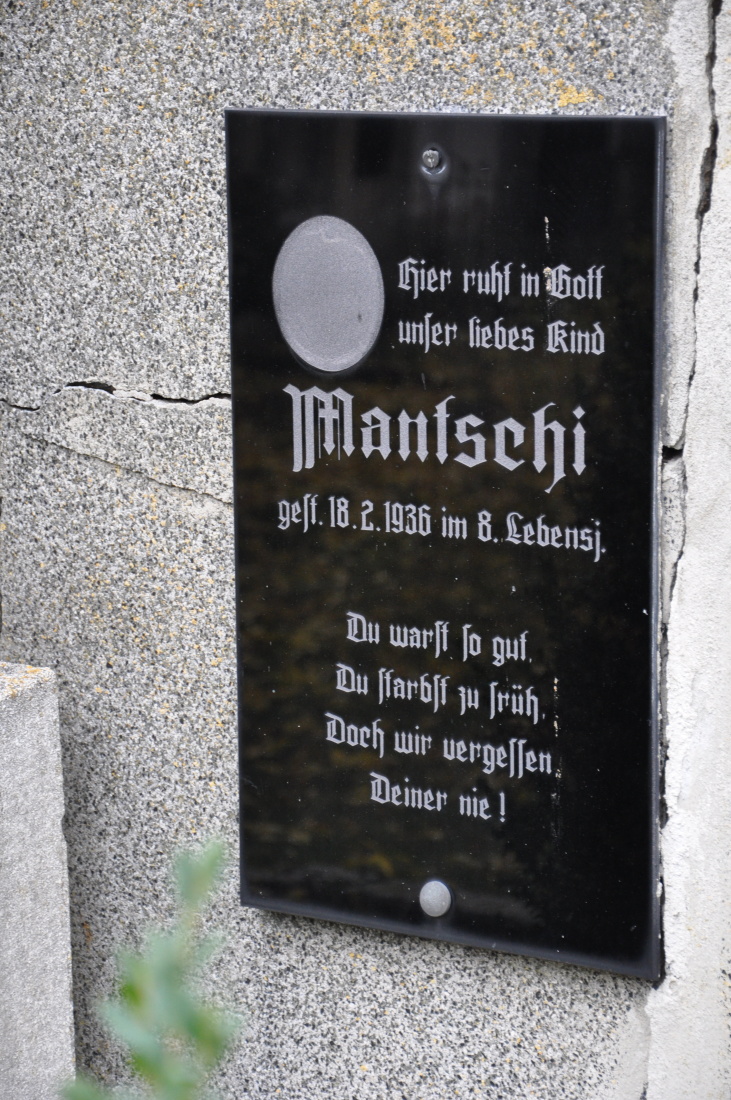 Hier ruht in Gott
unser liebes Kind
Mantschi
gest. 18.2.1936 im 8. Lebensj.
Du warst so gut,
Du starbst zu früh,
Doch wir vergessen
Deiner nie!